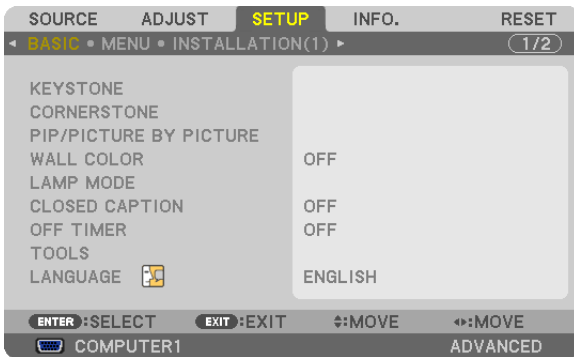 SOURCE ADJUST SETUP INFO. RESET
◂ BASIC • MENU • INSTALLATION(1) ▸ 1/2
KEYSTONE
CORNERSTONE
PIP/PICTURE BY PICTURE
WALL COLOR OFF
LAMP MODE
CLOSED CAPTION OFF
OFF TIMER OFF
TOOLS
LANGUAGE ENGLISH
ENTER :SELECT EXIT :EXIT ♦:MOVE ◂▸:MOVE
COMPUTER1 ADVANCED